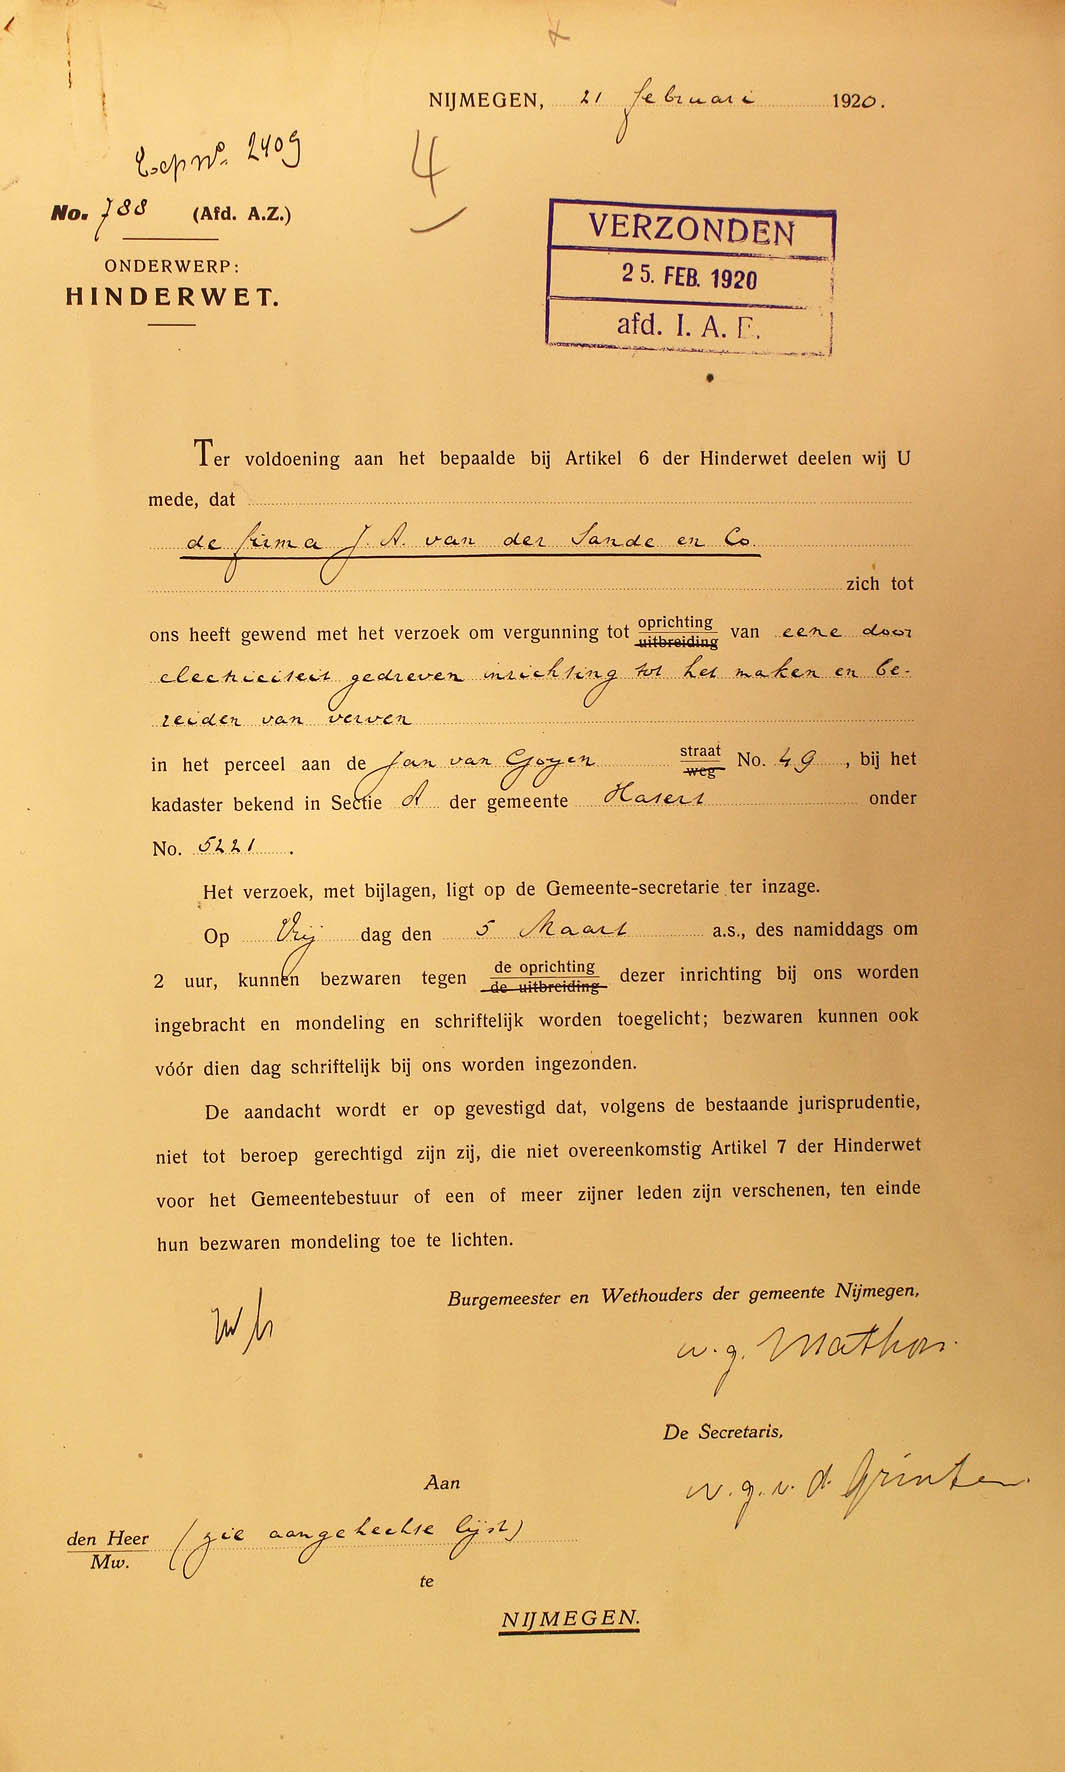 NIJMEGEN, 21 februari 1920.
No. 2409
4
No. 788 (Afd. A.Z.)
ONDERWERP:
HINDERWET.
VERZONDEN
25. FEB. 1920
afd. I. A. E.
Ter voldoening aan het bepaalde bij Artikel 6 der Hinderwet deelen wij U
mede, dat
de firma J. A. van der Sande en Co.
zich tot
ons heeft gewend met het verzoek om vergunning tot oprichting uitbreiding van eene door
electriciteit gedreven inrichting tot het maken en be-
reiden van verven
in het perceel aan de Jan van Goyen straat weg No. 49, bij het
kadaster bekend in Sectie A der gemeente Hatert onder
No. 5221.
Het verzoek, met bijlagen, ligt op de Gemeente-secretarie ter inzage.
Op Vrij dag den 5 Maart a.s., des namiddags om
2 uur, kunnen bezwaren tegen de oprichting de uitbreiding dezer inrichting bij ons worden
ingebracht en mondeling en schriftelijk worden toegelicht; bezwaren kunnen ook
vóór dien dag schriftelijk bij ons worden ingezonden.
De aandacht wordt er op gevestigd dat, volgens de bestaande jurisprudentie,
niet tot beroep gerechtigd zijn zij, die niet overeenkomstig Artikel 7 der Hinderwet
voor het Gemeentebestuur of een of meer zijner leden zijn verschenen, ten einde
hun bezwaren mondeling toe te lichten.
Burgemeester en Wethouders der gemeente Nijmegen,
w.g. Mathon.
De Secretaris,
w.g. v. d. Grinten.
Aan
den Heer (zie aangehechte lijst)
Mw.
te
NIJMEGEN.